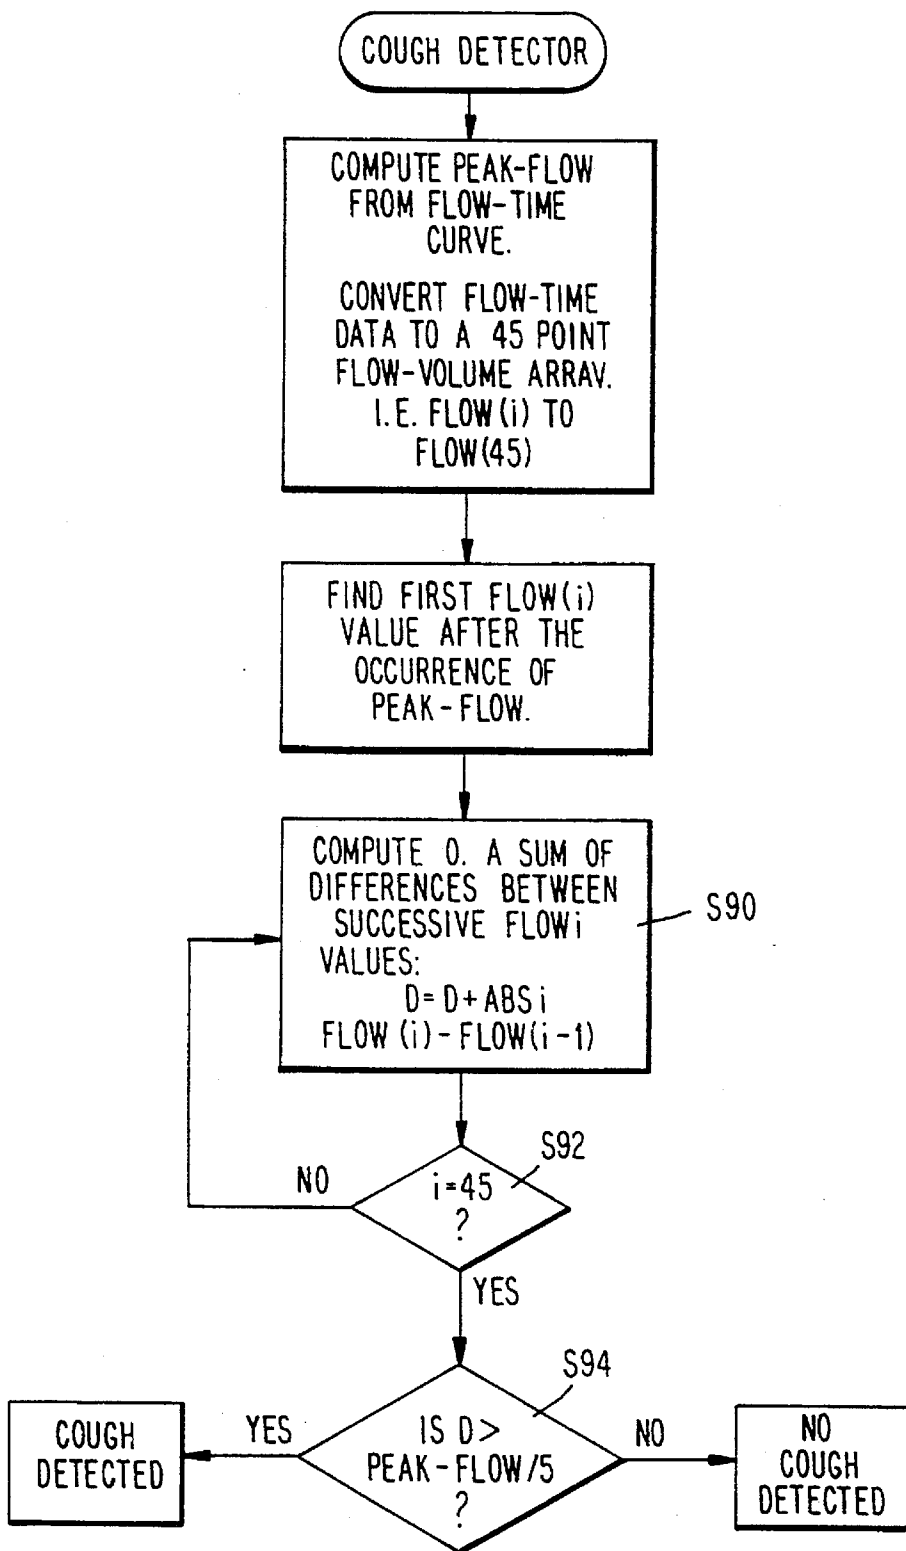 COUGH DETECTOR
COMPUTE PEAK-FLOW
FROM FLOW-TIME
CURVE.
CONVERT FLOW-TIME
DATA TO A 45 POINT
FLOW-VOLUME ARRAV.
I.E. FLOW(i) TO
FLOW(45)
FIND FIRST FLOW(i)
VALUE AFTER THE
OCCURRENCE OF
PEAK-FLOW.
COMPUTE O. A SUM OF
DIFFERENCES BETWEEN
SUCCESSIVE FLOWi
VALUES:
D=D+ABSi
FLOW (i)-FLOW(i-1)
S90
S92
i=45
?
NO
YES
S94
IS D>
PEAK-FLOW/5
?
YES
NO
COUGH
DETECTED
NO
COUGH
DETECTED